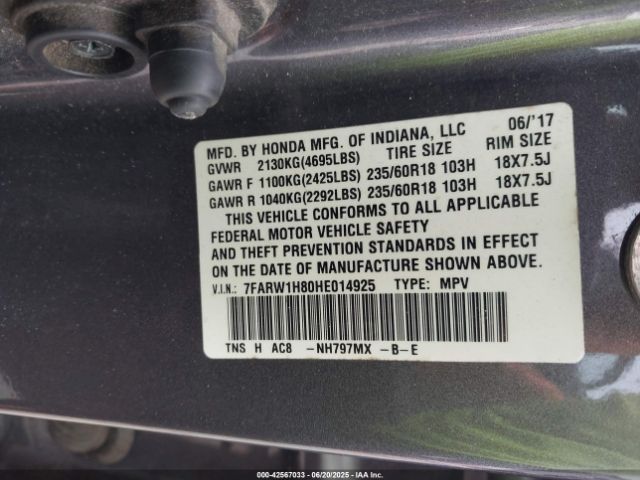 MFD. BY HONDA MFG. OF INDIANA, LLC 06/'17
GVWR 2130KG(4695LBS) TIRE SIZE RIM SIZE
GAWR F 1100KG(2425LBS) 235/60R18 103H 18X7.5J
GAWR R 1040KG(2292LBS) 235/60R18 103H 18X7.5J
THIS VEHICLE CONFORMS TO ALL APPLICABLE
FEDERAL MOTOR VEHICLE SAFETY
AND THEFT PREVENTION STANDARDS IN EFFECT
ON THE DATE OF MANUFACTURE SHOWN ABOVE.
V.I.N.: 7FARW1H80HE014925 TYPE: MPV
TNS H AC8 -NH797MX -B-E
000-42567033 | 06/20/2025 | IAA Inc.